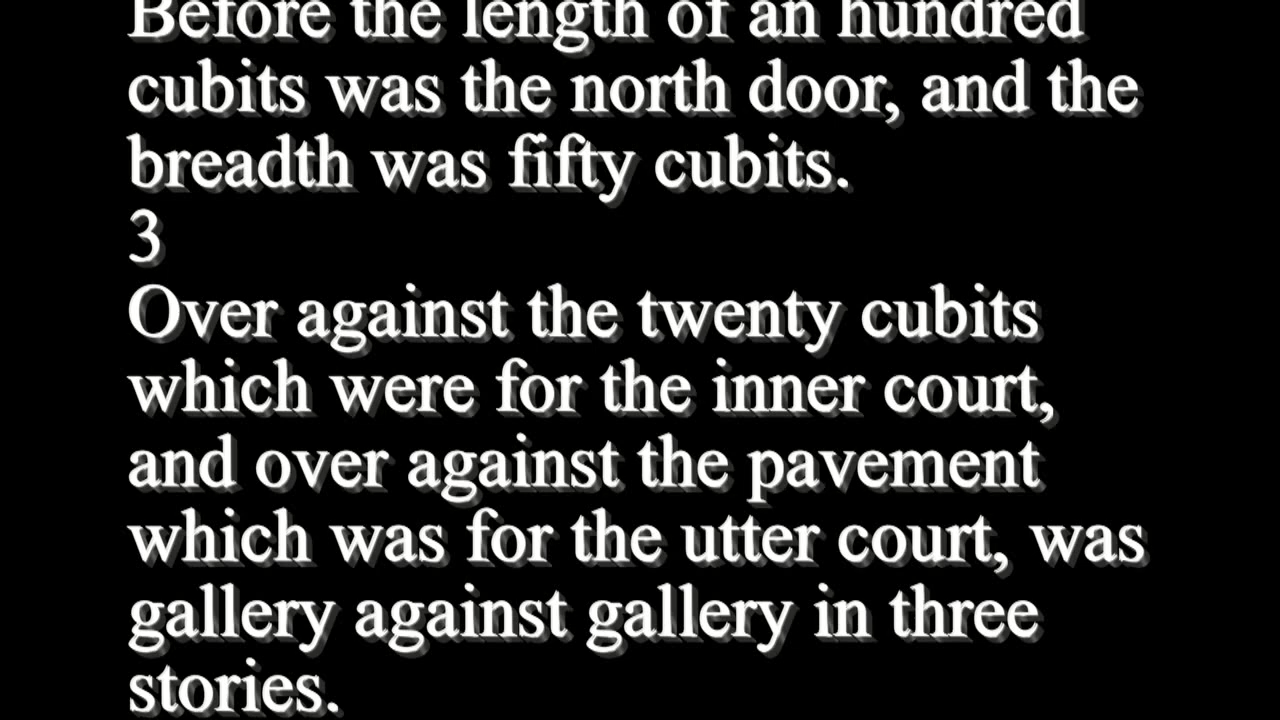 Before the length of an hundred
cubits was the north door, and the
breadth was fifty cubits.
3
Over against the twenty cubits
which were for the inner court,
and over against the pavement
which was for the utter court, was
gallery against gallery in three
stories.